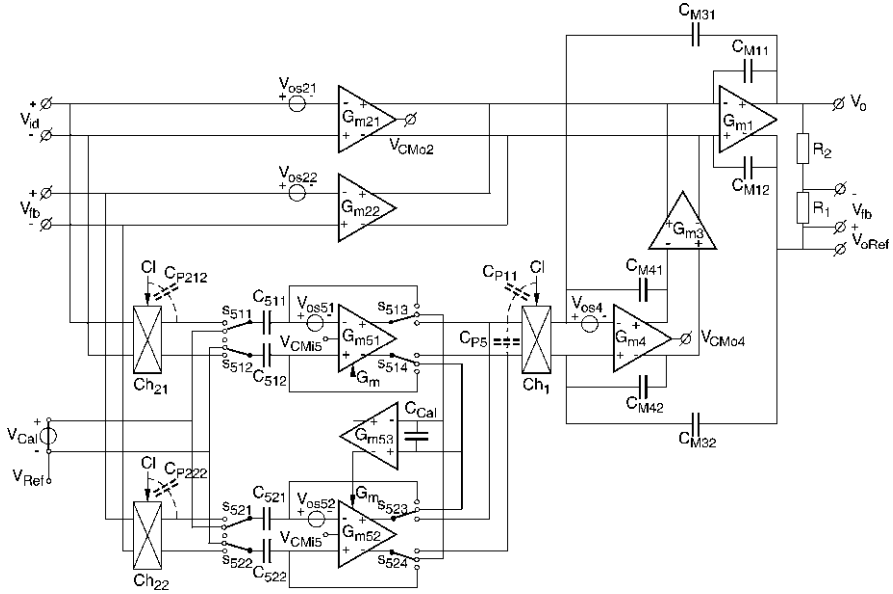 C_M31
C_M11
V_os21
+ -
+
V_id
-
- +
G_m21
+ -
V_CMo2
- +
G_m1
+ -
V_o
R_2
C_M12
V_os22
+ -
+
V_fb
-
- +
G_m22
+ -
-
R_1
V_fb
+
V_oRef
G_m3
+ +
- -
Cl
C_P212
C_511
S_511
V_os51
+ -
S_513
C_P11
Cl
C_M41
V_os4
+ -
- +
G_m51
+ -
V_CMi5
C_P5
- +
G_m4
+ -
V_CMo4
S_512
C_512
Ch_21
G_m
S_514
Ch_1
C_M42
C_M32
+
V_Cal
-
V_Ref
C_Cal
- +
G_m53
+ -
Cl
C_P222
S_521
C_521
V_os52
+ -
G_m
S_523
- +
G_m52
+ -
V_CMi5
S_522
C_522
S_524
Ch_22